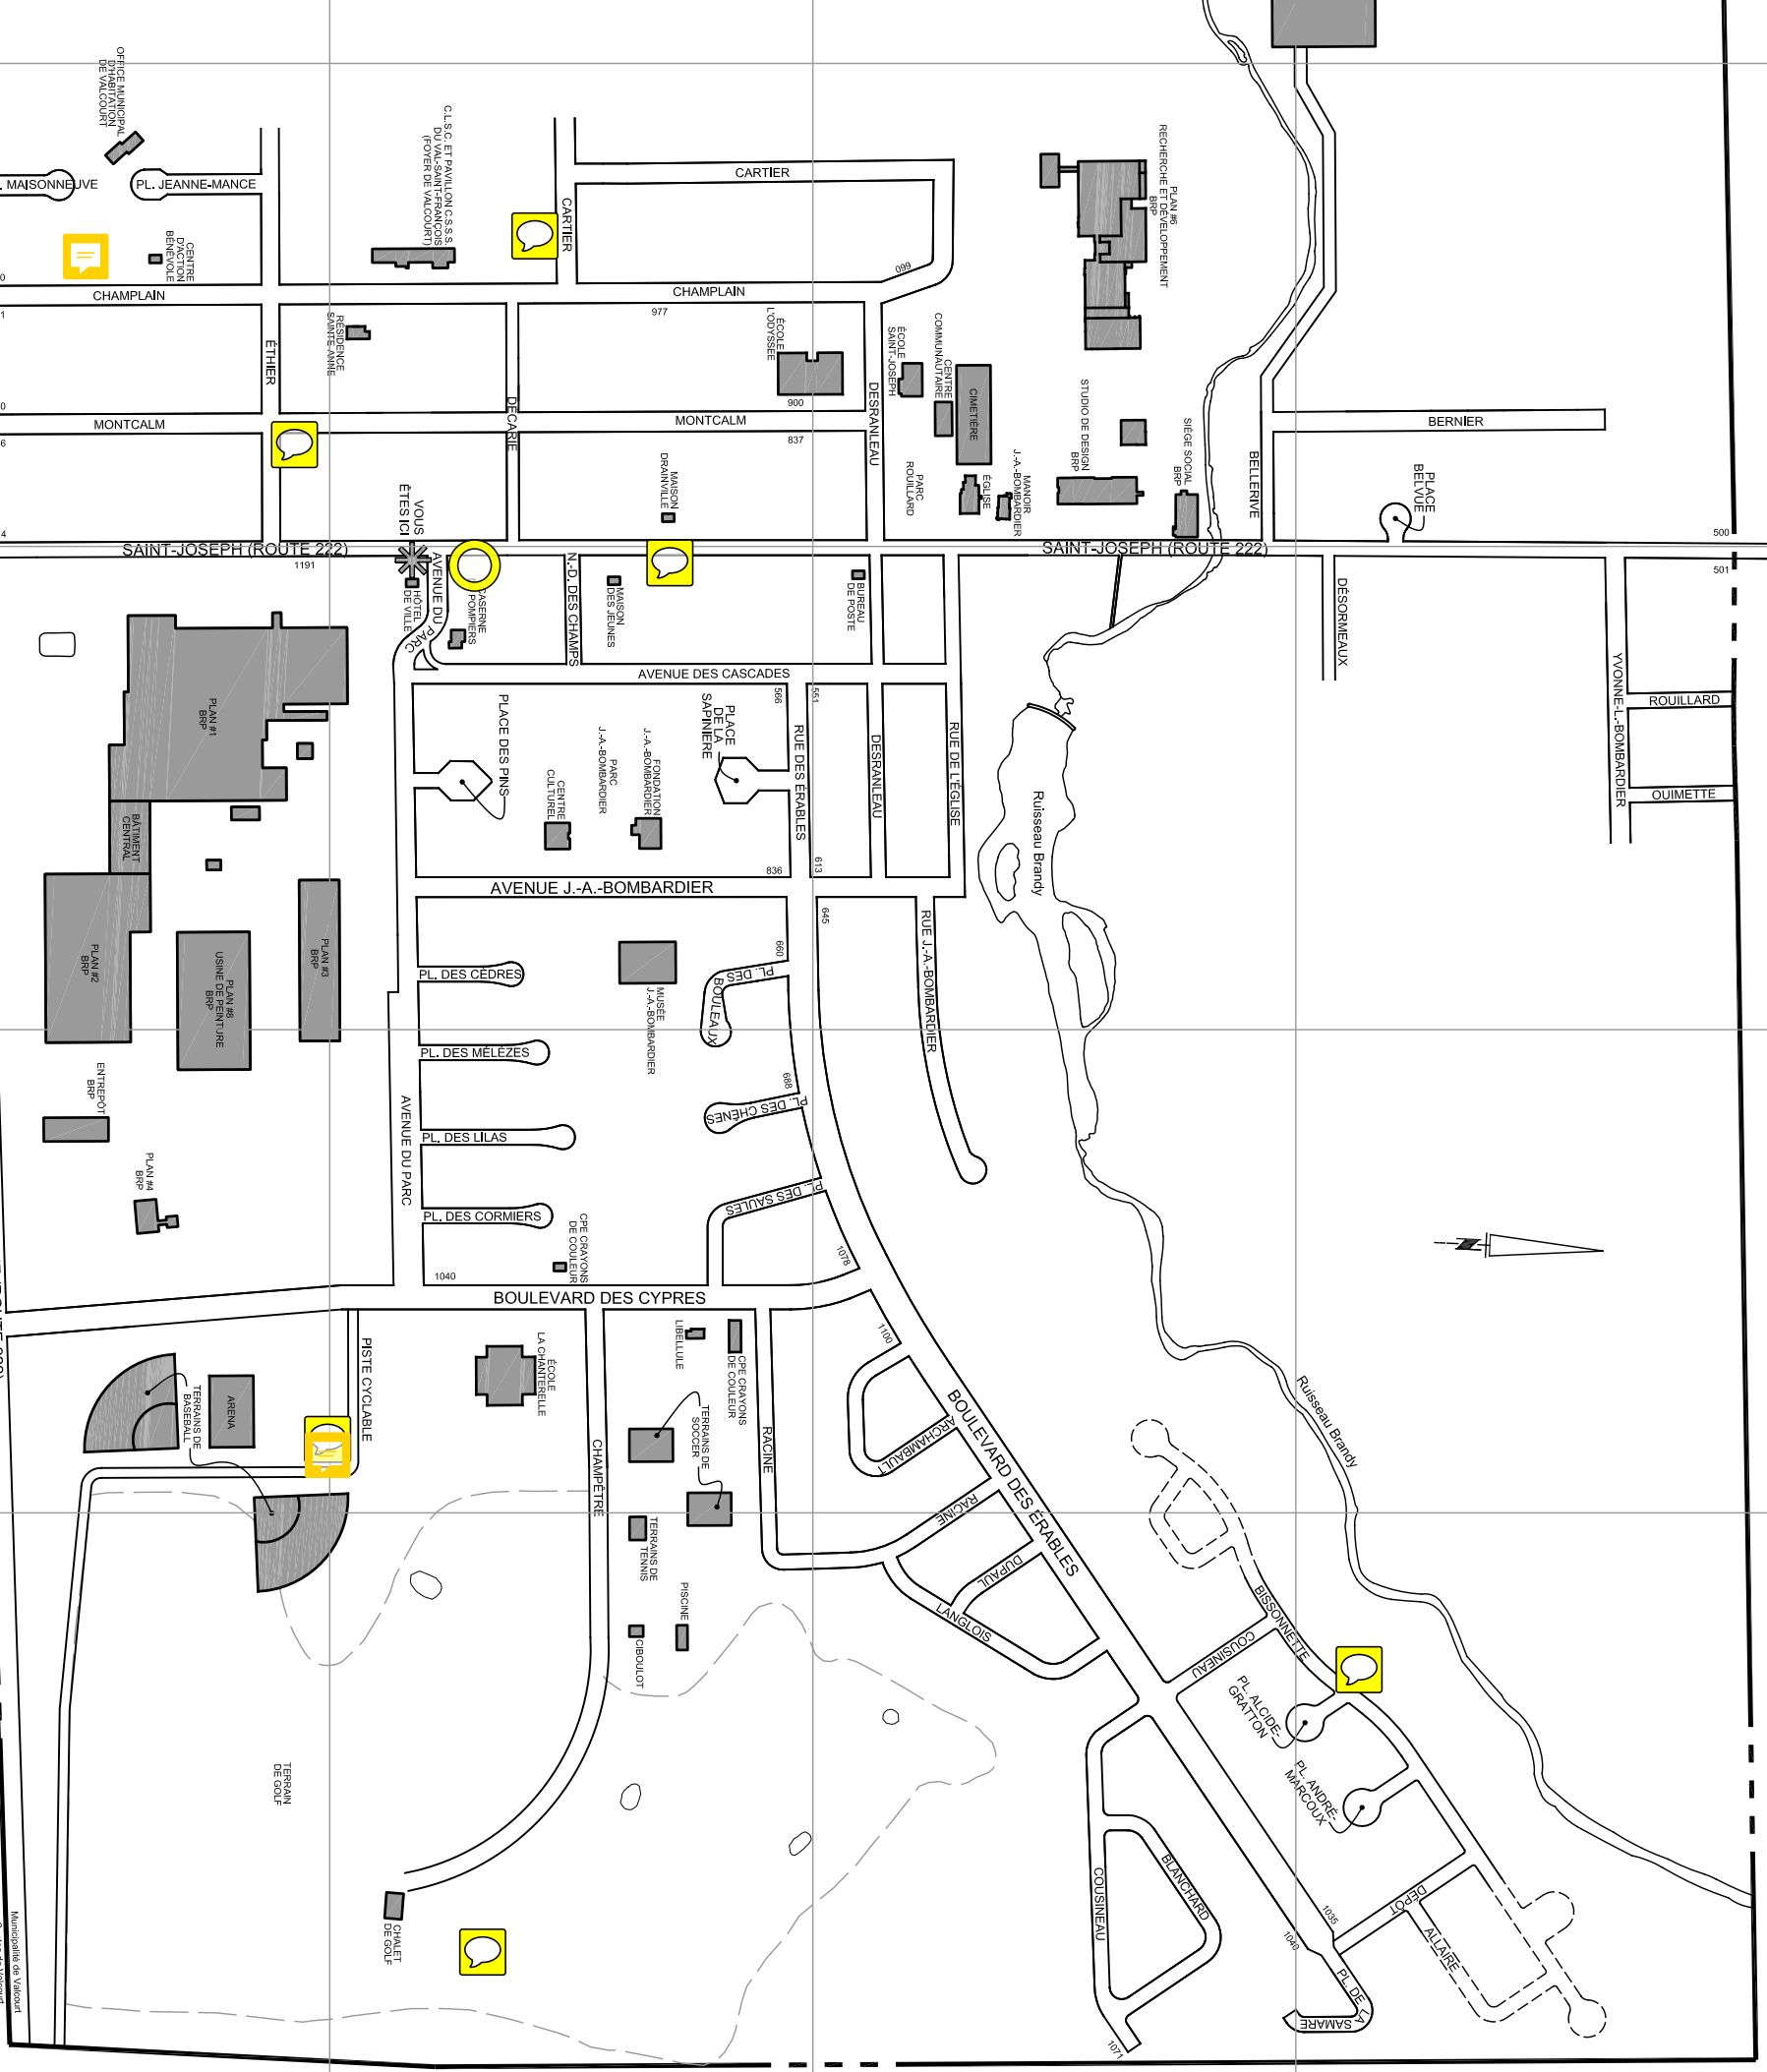 OFFICE MUNICIPAL
D'HABITATION
DE VALCOURT
MAISONNEUVE
PL. JEANNE-MANCE
CENTRE
D'ACTION
BÉNÉVOLE
C.L.S.C. ET PAVILLON C.S.S.S.
DU VAL-SAINT-FRANÇOIS
(FOYER DE VALCOURT)
CARTIER
CARTIER
660
RECHERCHE ET DÉVELOPPEMENT
PLAN #6
BRP
CHAMPLAIN
CHAMPLAIN
977
ÉTHIER
RÉSIDENCE
SAINTE-ANNE
ÉCOLE
L'ODYSSÉE
900
ÉCOLE
SAINT-JOSEPH
CENTRE
COMMUNAUTAIRE
CIMETIÈRE
STUDIO DE DESIGN
BRP
SIÈGE SOCIAL
BRP
BERNIER
PLACE
BELVUE
BELLERIVE
MONTCALM
DÉCARIE
MONTCALM
837
DESRANLEAU
MAISON
DRAINVILLE
PARC
ROUILLARD
ÉGLISE
MANOIR
J.-A.-BOMBARDIER
VOUS
ÊTES ICI
SAINT-JOSEPH (ROUTE 222)
1191
SAINT-JOSEPH (ROUTE 222)
500
501
HÔTEL
DE VILLE
AVENUE DU
PARC
CASERNE
POMPIERS
N.-D. DES CHAMPS
MAISON
DES JEUNES
BUREAU
DE POSTE
DÉSORMEAUX
YVONNE-L.-BOMBARDIER
ROUILLARD
OUIMETTE
AVENUE DES CASCADES
566
551
PLAN #1
BRP
PLACE DES PINS
PARC
J.-A.-BOMBARDIER
FONDATION
J.-A.-BOMBARDIER
CENTRE
CULTUREL
PLACE
DE LA
SAPINIÈRE
RUE DES ÉRABLES
DESRANLEAU
RUE DE L'ÉGLISE
Ruisseau Brandy
BÂTIMENT
CENTRAL
836
613
AVENUE J.-A.-BOMBARDIER
645
660
RUE J.-A.-BOMBARDIER
PLAN #2
BRP
PLAN #8
USINE DE PEINTURE
BRP
PLAN #3
BRP
PL. DES CÈDRES
MUSÉE
J.-A.-BOMBARDIER
PL. DES
BOULEAUX
PL. DES MÉLÈZES
688
PL. DES CHÊNES
ENTREPÔT
BRP
AVENUE DU PARC
PL. DES LILAS
PLAN #4
BRP
PL. DES CORMIERS
PL. DES SAULES
CPE CRAYONS
DE COULEUR
1040
1078
BOULEVARD DES CYPRES
PISTE CYCLABLE
ÉCOLE
LA CHANTERELLE
LIBELLULE
CPE CRAYONS
DE COULEUR
1100
TERRAINS DE
BASEBALL
ARENA
CHAMPÊTRE
TERRAINS DE
SOCCER
RACINE
ARCHAMBAULT
BOULEVARD DES ÉRABLES
RACINE
DUPAUL
LANGLOIS
Ruisseau Brandy
TERRAINS DE
TENNIS
PISCINE
CIBOULOT
BISSONNETTE
COUSINEAU
PL. ALCIDE-
GRATTON
PL. ANDRÉ-
MARCOUX
TERRAIN
DE GOLF
CHALET
DE GOLF
COUSINEAU
BLANCHARD
DÉPÔT
ALLAIRE
1035
1040
PL. DE LA
SAMARE
1071
Municipalité de Valcourt